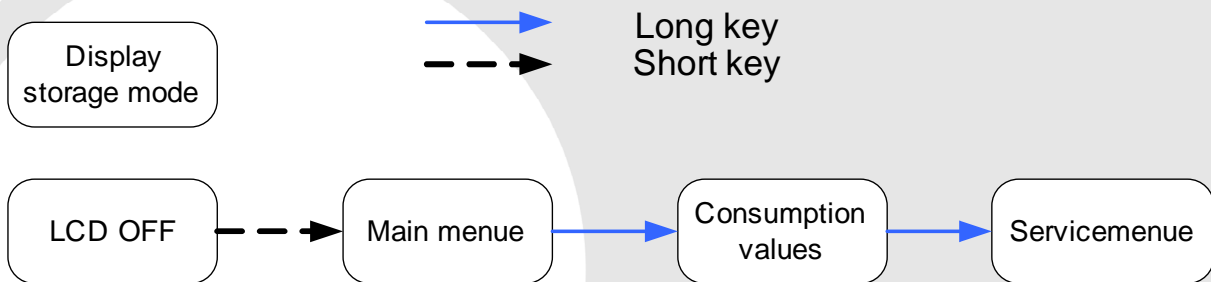 Long key
Short key
Display
storage mode
LCD OFF
Main menue
Consumption
values
Servicemenue